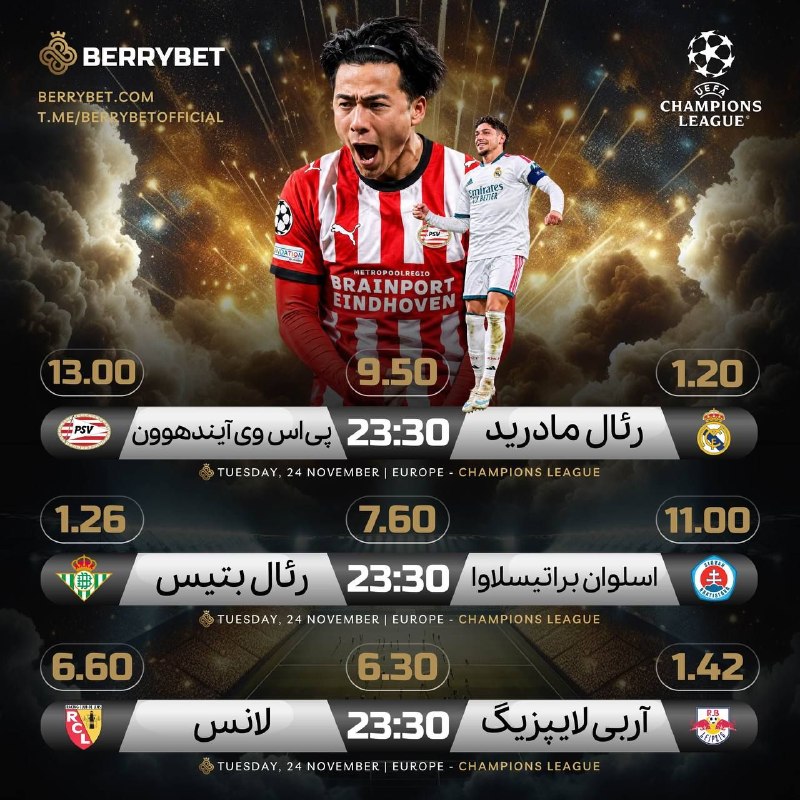 BERRYBET
BERRYBET.COM
T.ME/BERRYBETOFFICIAL
UEFA
CHAMPIONS
LEAGUE
Emirates
FLY BETTER
PSV
METROPOOLREGIO
BRAINPORT
EINDHOVEN
13.00 9.50 1.20
PSV پی‌اس وی آیندهوون 23:30 رئال مادرید
TUESDAY, 24 NOVEMBER | EUROPE - CHAMPIONS LEAGUE
1.26 7.60 11.00
رئال بتیس 23:30 اسلوان براتیسلاوا
TUESDAY, 24 NOVEMBER | EUROPE - CHAMPIONS LEAGUE
6.60 6.30 1.42
RCL لانس 23:30 آربی لایپزیگ
TUESDAY, 24 NOVEMBER | EUROPE - CHAMPIONS LEAGUE